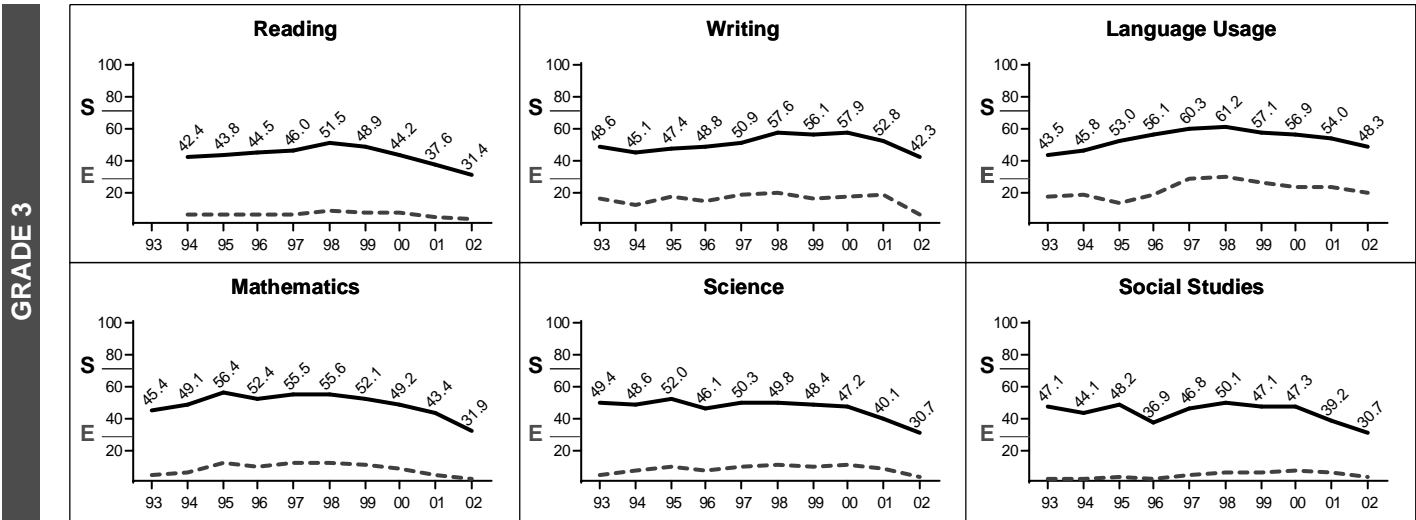 GRADE 3
Reading
100
80
60
40
20
S
E
42.4 43.8 44.5 46.0 51.5 48.9 44.2 37.6 31.4
93 94 95 96 97 98 99 00 01 02
Writing
100
80
60
40
20
S
E
48.6 45.1 47.4 48.8 50.9 57.6 56.1 57.9 52.8 42.3
93 94 95 96 97 98 99 00 01 02
Language Usage
100
80
60
40
20
S
E
43.5 45.8 53.0 56.1 60.3 61.2 57.1 56.9 54.0 48.3
93 94 95 96 97 98 99 00 01 02
Mathematics
100
80
60
40
20
S
E
45.4 49.1 56.4 52.4 55.5 55.6 52.1 49.2 43.4 31.9
93 94 95 96 97 98 99 00 01 02
Science
100
80
60
40
20
S
E
49.4 48.6 52.0 46.1 50.3 49.8 48.4 47.2 40.1 30.7
93 94 95 96 97 98 99 00 01 02
Social Studies
100
80
60
40
20
S
E
47.1 44.1 48.2 36.9 46.8 50.1 47.1 47.3 39.2 30.7
93 94 95 96 97 98 99 00 01 02